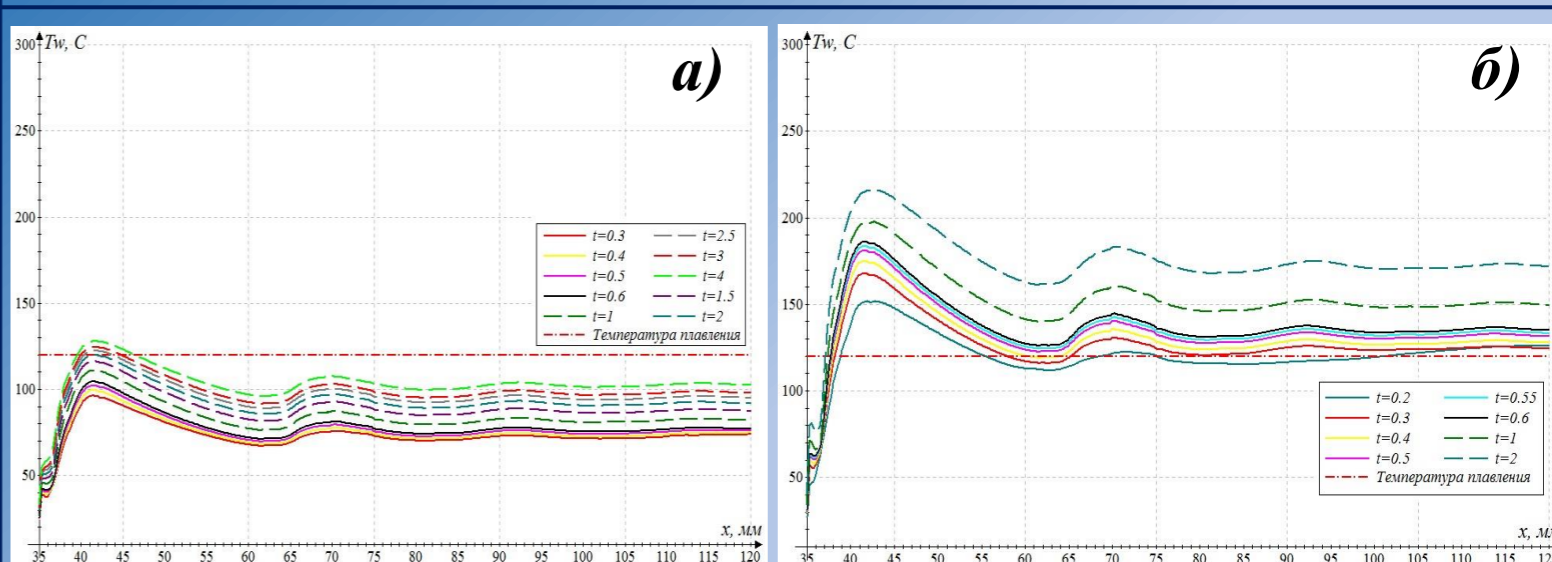 а)
Tw, C
300
250
200
150
100
50
t=0.3
t=2.5
t=0.4
t=3
t=0.5
t=4
t=0.6
t=1.5
t=1
t=2
Температура плавления
x, мм
35 40 45 50 55 60 65 70 75 80 85 90 95 100 105 110 115 120
б)
Tw, C
300
250
200
150
100
50
t=0.2
t=0.55
t=0.3
t=0.6
t=0.4
t=1
t=0.5
t=2
Температура плавления
x, мм
35 40 45 50 55 60 65 70 75 80 85 90 95 100 105 110 115 120